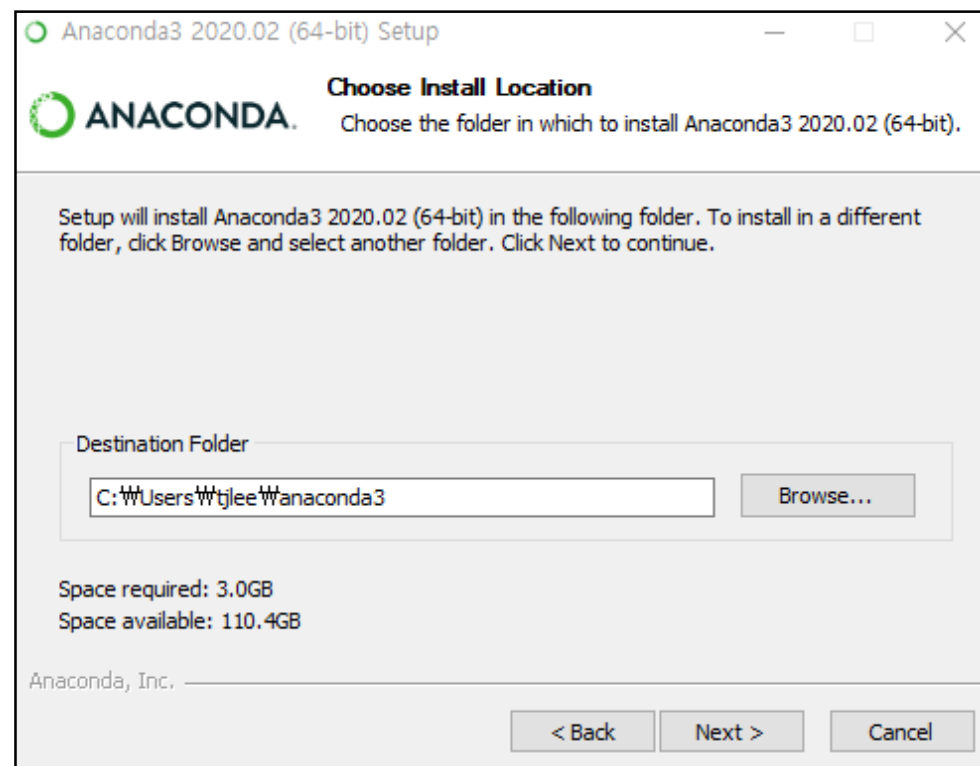 Anaconda3 2020.02 (64-bit) Setup
ANACONDA.
Choose Install Location
Choose the folder in which to install Anaconda3 2020.02 (64-bit).
Setup will install Anaconda3 2020.02 (64-bit) in the following folder. To install in a different
folder, click Browse and select another folder. Click Next to continue.
Destination Folder
C:₩Users₩tjlee₩anaconda3
Browse...
Space required: 3.0GB
Space available: 110.4GB
Anaconda, Inc.
< Back
Next >
Cancel